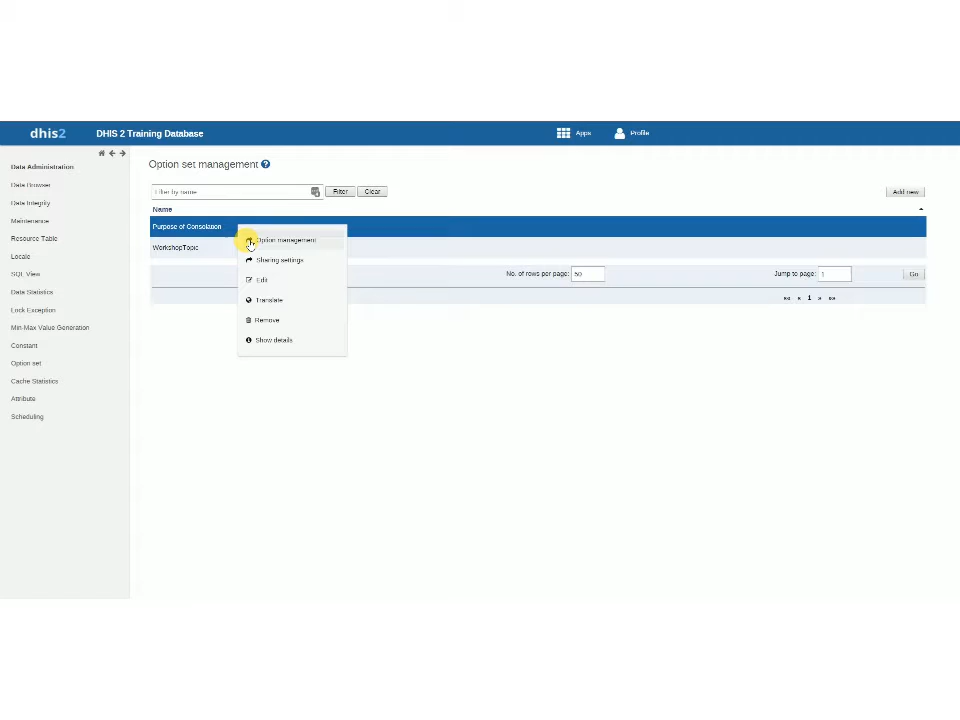 dhis2 DHIS 2 Training Database Apps Profile
Data Administration
Data Browser
Data Integrity
Maintenance
Resource Table
Locale
SQL View
Data Statistics
Lock Exception
Min-Max Value Generation
Constant
Option set
Cache Statistics
Attribute
Scheduling
Option set management ?
Filter by name Filter Clear Add new
Name
Purpose of Consolation
WorkshopTopic
Option management
Sharing settings
Edit
Translate
Remove
Show details
No. of rows per page: 50 Jump to page: 1 Go
«« « 1 » »»